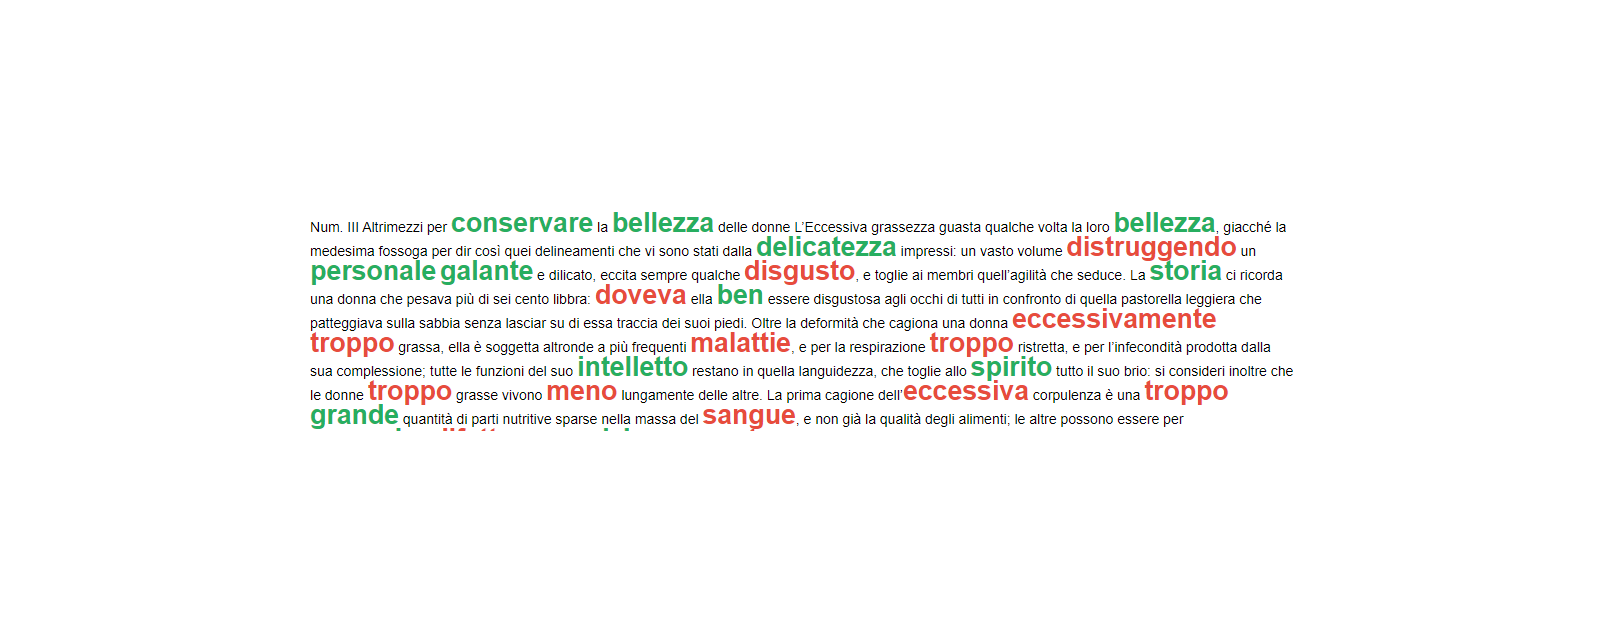 Num. III Altrimezzi per conservare la bellezza delle donne L’Eccessiva grassezza guasta qualche volta la loro bellezza, giacché la
medesima fossoga per dir così quei delineamenti che vi sono stati dalla delicatezza impressi: un vasto volume distruggendo un
personale galante e dilicato, eccita sempre qualche disgusto, e toglie ai membri quell’agilità che seduce. La storia ci ricorda
una donna che pesava più di sei cento libbra: doveva ella ben essere disgustosa agli occhi di tutti in confronto di quella pastorella leggiera che
patteggiava sulla sabbia senza lasciar su di essa traccia dei suoi piedi. Oltre la deformità che cagiona una donna eccessivamente
troppo grassa, ella è soggetta altronde a più frequenti malattie, e per la respirazione troppo ristretta, e per l’infecondità prodotta dalla
sua complessione; tutte le funzioni del suo intelletto restano in quella languidezza, che toglie allo spirito tutto il suo brio: si consideri inoltre che
le donne troppo grasse vivono meno lungamente delle altre. La prima cagione dell’eccessiva corpulenza è una troppo
grande quantità di parti nutritive sparse nella massa del sangue, e non già la qualità degli alimenti; le altre possono essere per